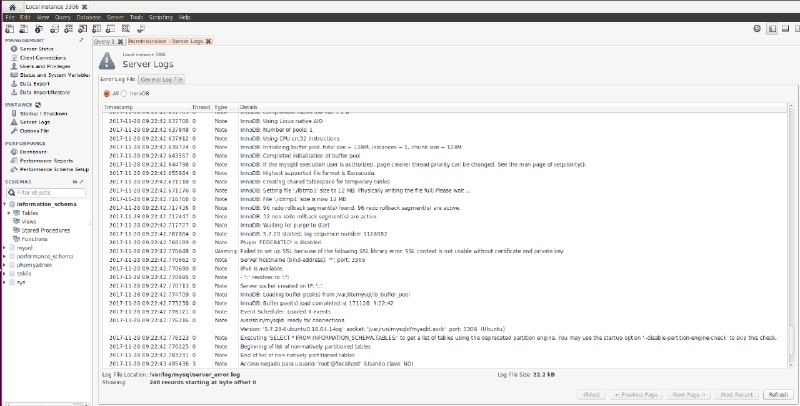 Local instance 3306
File Edit View Query Database Server Tools Scripting Help
MANAGEMENT
Server Status
Client Connections
Users and Privileges
Status and System Variables
Data Export
Data Import/Restore
INSTANCE
Startup / Shutdown
Server Logs
Options File
PERFORMANCE
Dashboard
Performance Reports
Performance Schema Setup
SCHEMAS
Filter objects
information_schema
Tables
Views
Stored Procedures
Functions
mysql
performance_schema
phpmyadmin
sakila
sys
Query 1 Administration - Server Logs
Local instance 3306
Server Logs
Error Log File General Log File
All InnoDB
Timestamp Thread Type Details
2017-11-28 09:22:42.637706 0 Note InnoDB: Using Linux native AIO
2017-11-28 09:22:42.637848 0 Note InnoDB: Number of pools: 1
2017-11-28 09:22:42.637912 0 Note InnoDB: Using CPU crc32 instructions
2017-11-28 09:22:42.638724 0 Note InnoDB: Initializing buffer pool, total size = 128M, instances = 1, chunk size = 128M
2017-11-28 09:22:42.643557 0 Note InnoDB: Completed initialization of buffer pool
2017-11-28 09:22:42.644796 0 Note InnoDB: If the mysqld execution user is authorized, page cleaner thread priority can be changed. See the man page of setpriority().
2017-11-28 09:22:42.655884 0 Note InnoDB: Highest supported file format is Barracuda.
2017-11-28 09:22:42.671118 0 Note InnoDB: Creating shared tablespace for temporary tables
2017-11-28 09:22:42.671176 0 Note InnoDB: Setting file './ibtmp1' size to 12 MB. Physically writing the file full; Please wait ...
2017-11-28 09:22:42.716766 0 Note InnoDB: File './ibtmp1' size is now 12 MB.
2017-11-28 09:22:42.717436 0 Note InnoDB: 96 redo rollback segment(s) found. 96 redo rollback segment(s) are active.
2017-11-28 09:22:42.717447 0 Note InnoDB: 32 non-redo rollback segment(s) are active.
2017-11-28 09:22:42.717727 0 Note InnoDB: Waiting for purge to start
2017-11-28 09:22:42.767884 0 Note InnoDB: 5.7.20 started; log sequence number
2017-11-28 09:22:42.768189 0 Note Plugin 'FEDERATED' is disabled.
2017-11-28 09:22:42.770648 0 Warning Failed to set up SSL because of the following SSL library error: SSL context is not usable without certificate and private key
2017-11-28 09:22:42.770662 0 Note Server hostname (bind-address): '*'; port: 3306
2017-11-28 09:22:42.770690 0 Note IPv6 is available.
2017-11-28 09:22:42.770695 0 Note - '::' resolves to '::';
2017-11-28 09:22:42.770713 0 Note Server socket created on IP: '::'.
2017-11-28 09:22:42.774709 0 Note InnoDB: Loading buffer pool(s) from /var/lib/mysql/ib_buffer_pool
2017-11-28 09:22:42.775238 0 Note InnoDB: Buffer pool(s) load completed at 171128 9:22:42
2017-11-28 09:22:42.776121 0 Note Event Scheduler: Loaded 0 events
2017-11-28 09:22:42.776216 0 Note /usr/sbin/mysqld: ready for connections.
Version: '5.7.20-0ubuntu0.16.04.1-log' socket: '/var/run/mysqld/mysqld.sock' port: 3306 (Ubuntu)
2017-11-28 09:22:42.776223 0 Note Executing 'SELECT * FROM INFORMATION_SCHEMA.TABLES;' to get a list of tables using the deprecated partition engine. You may use the startup option '--disable-partition-engine-check' to skip this check.
2017-11-28 09:22:42.776225 0 Note Beginning of list of non-natively partitioned tables
2017-11-28 09:22:42.783231 0 Note End of list of non-natively partitioned tables
2017-11-28 09:22:43.495436 3 Note Acceso negado para usuario: 'root'@'localhost' (Usando clave: NO)
Log File Location: /var/log/mysql/server_error.log Log File Size: 22.2 kB
Showing: 246 records starting at byte offset 0
Oldest < Previous Page Next Page > Most Recent Refresh